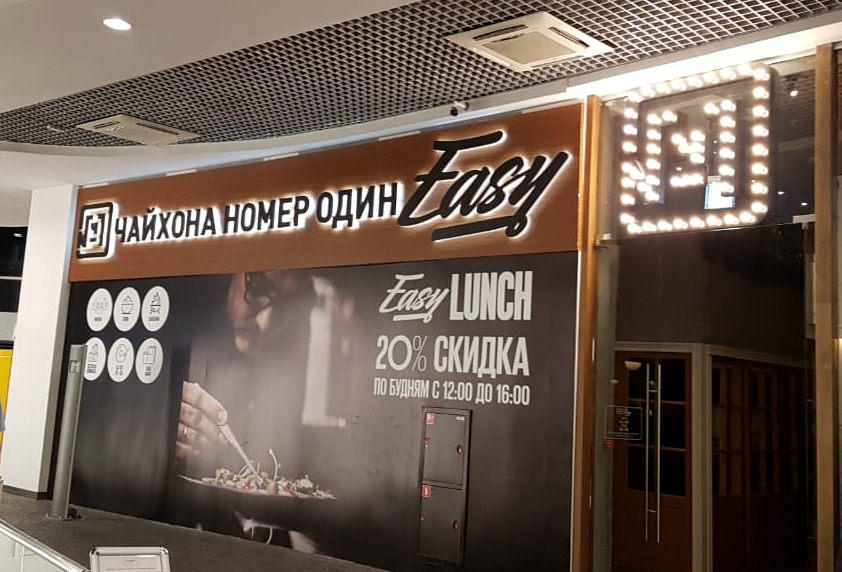 ЧАЙХОНА НОМЕР ОДИН Easy
Easy LUNCH
20% СКИДКА
ПО БУДНЯМ С 12:00 ДО 16:00